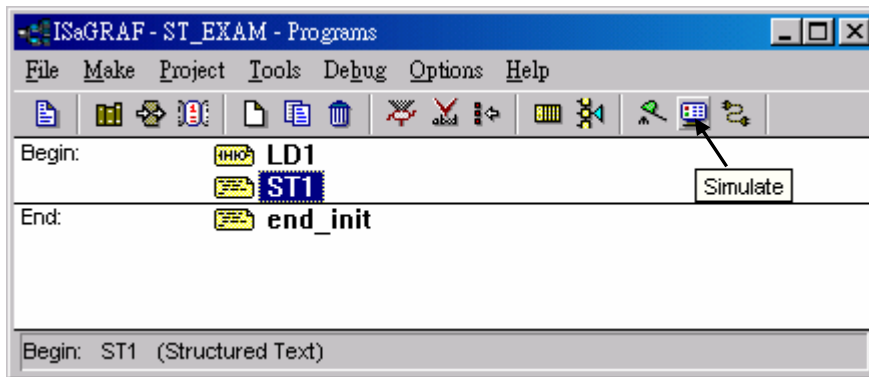 ISaGRAF - ST_EXAM - Programs
File Make Project Tools Debug Options Help
Begin: LD1
ST1
Simulate
End: end_init
Begin: ST1 (Structured Text)